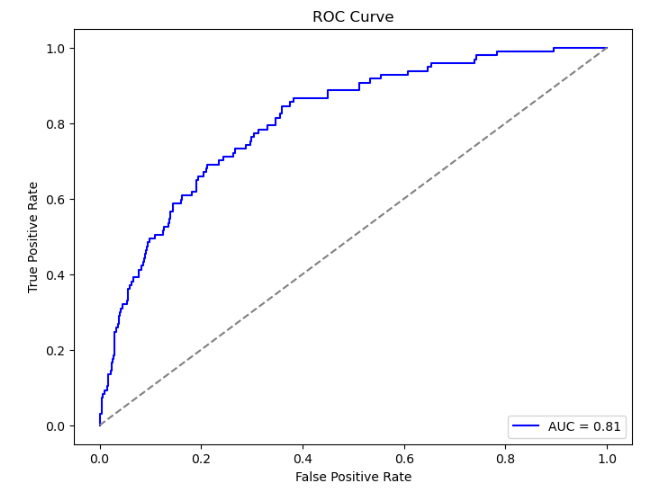 ROC Curve
True Positive Rate
1.0
0.8
0.6
0.4
0.2
0.0
AUC = 0.81
0.0 0.2 0.4 0.6 0.8 1.0
False Positive Rate